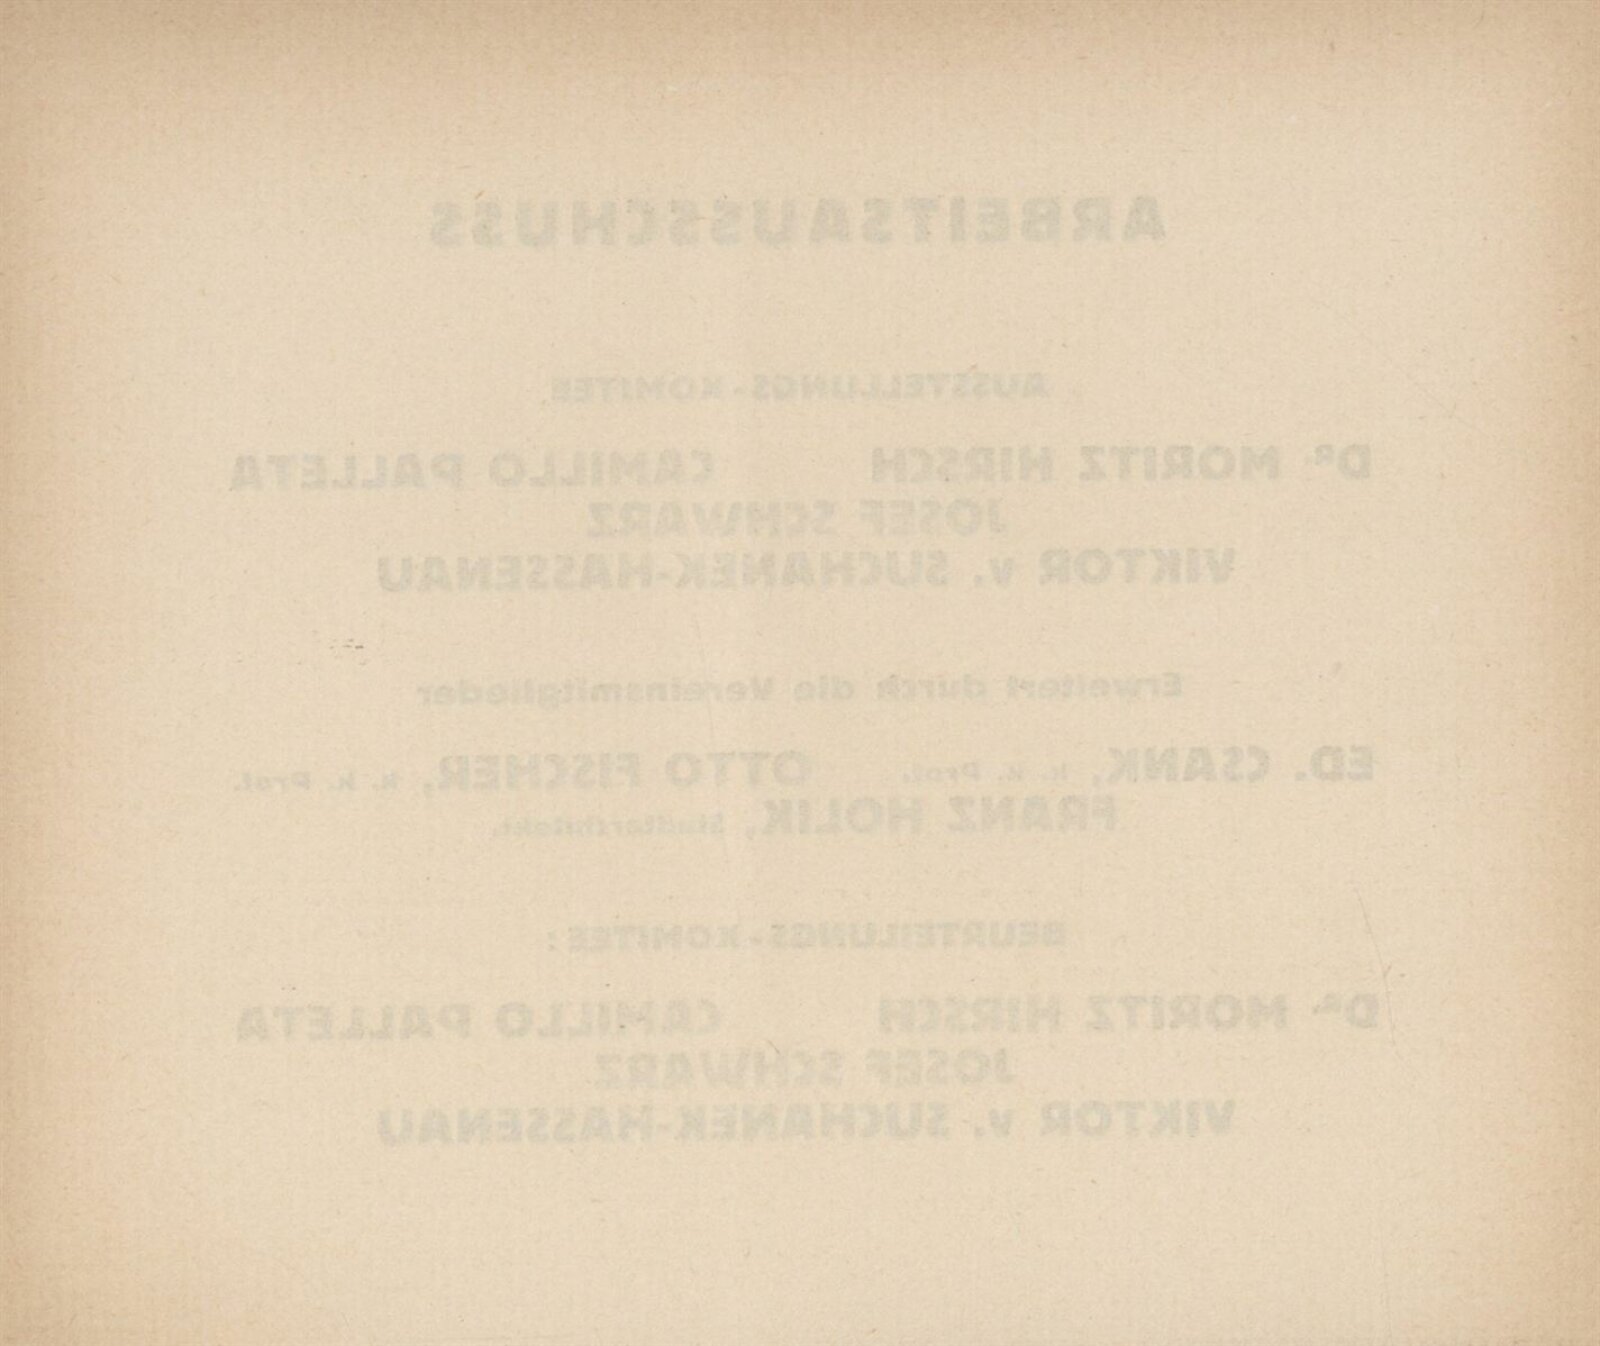 ARBEITSAUSSCHUSS
AUSSTELLUNGS-KOMITEE
DR. MORITZ HIRSCH CAMILLO PALLETA
JOSEF SCHWARZ
VIKTOR v. SUCHANEK-HASSENAU
Erweitert durch die Vereinsmitglieder
ED. CSANK, k. k. Prof. OTTO FISCHER, k. k. Prof.
FRANZ HOLIK, Stadtarchitekt.
BEURTEILUNGS-KOMITEE:
DR. MORITZ HIRSCH CAMILLO PALLETA
JOSEF SCHWARZ
VIKTOR v. SUCHANEK-HASSENAU